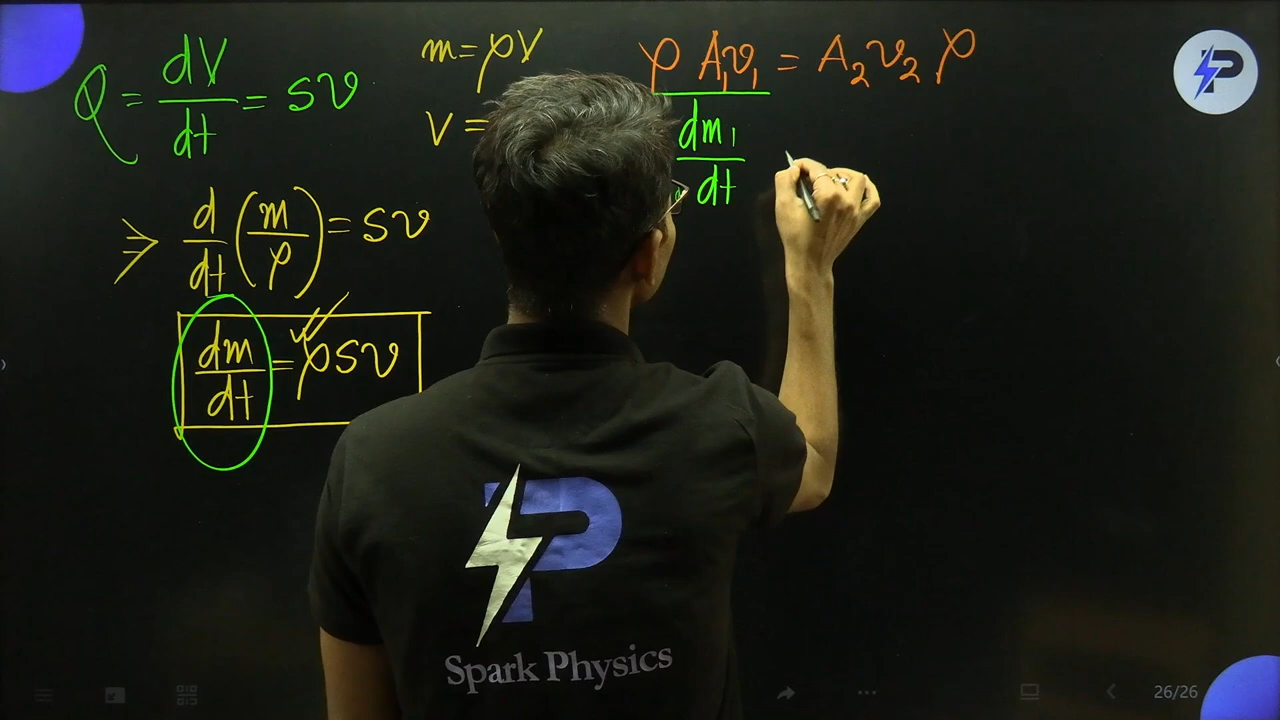 Q = dV/dt = sv
m = ρV
V =
⇒ d/dt (m/ρ) = sv
dm/dt = ρsv
ρ A₁v₁ = A₂v₂ ρ
dm₁/dt
Spark Physics
26/26